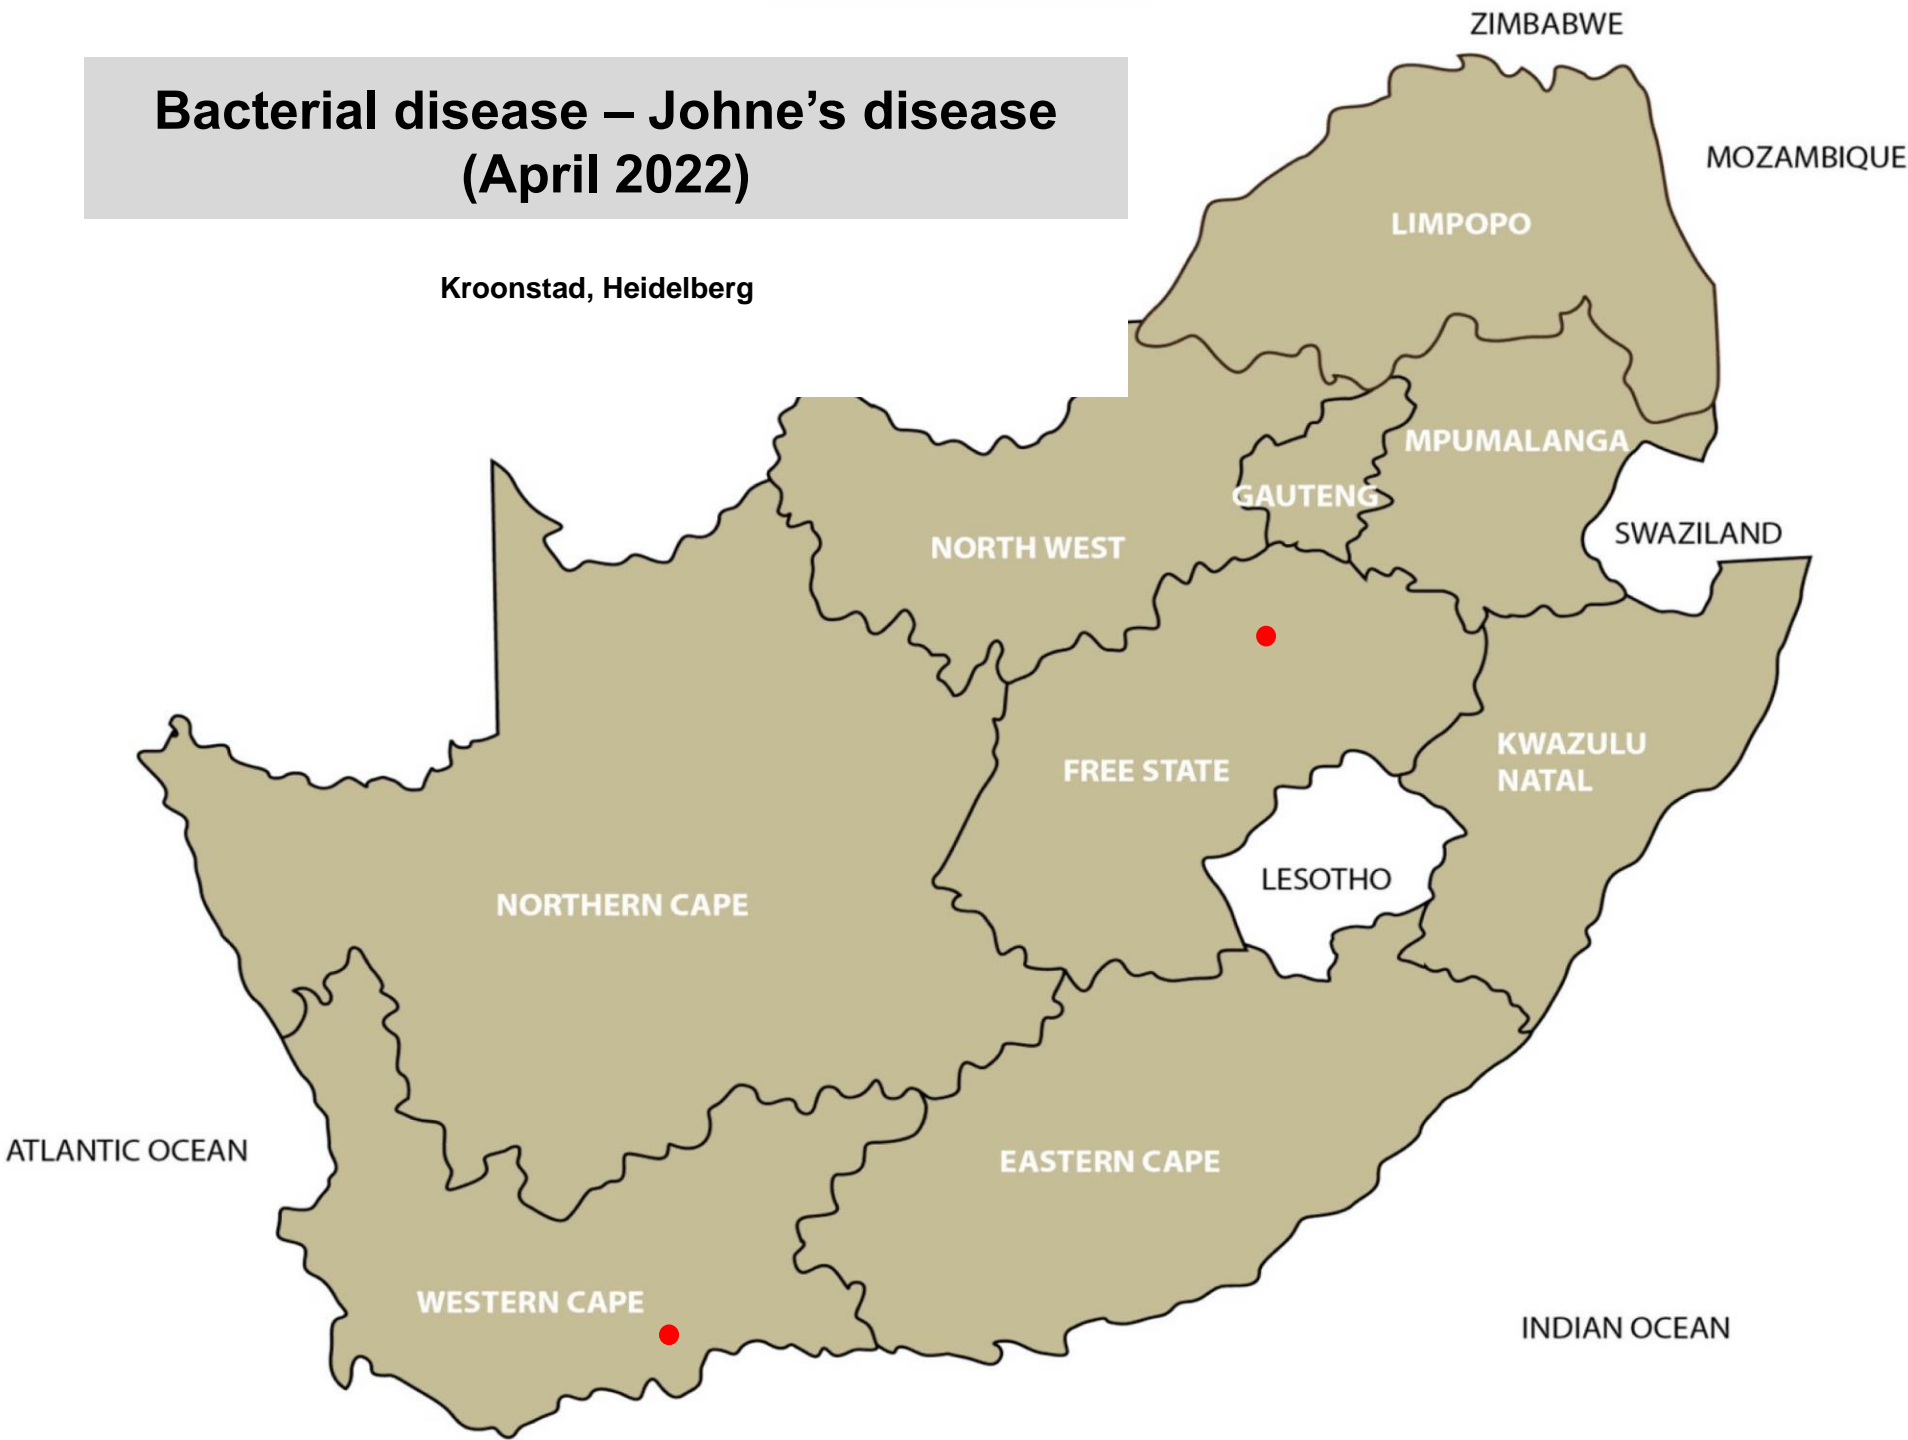 ZIMBABWE
Bacterial disease – Johne’s disease
(April 2022)
MOZAMBIQUE
LIMPOPO
Kroonstad, Heidelberg
MPUMALANGA
GAUTENG
SWAZILAND
NORTH WEST
KWAZULU
NATAL
FREE STATE
LESOTHO
NORTHERN CAPE
ATLANTIC OCEAN
EASTERN CAPE
WESTERN CAPE
INDIAN OCEAN